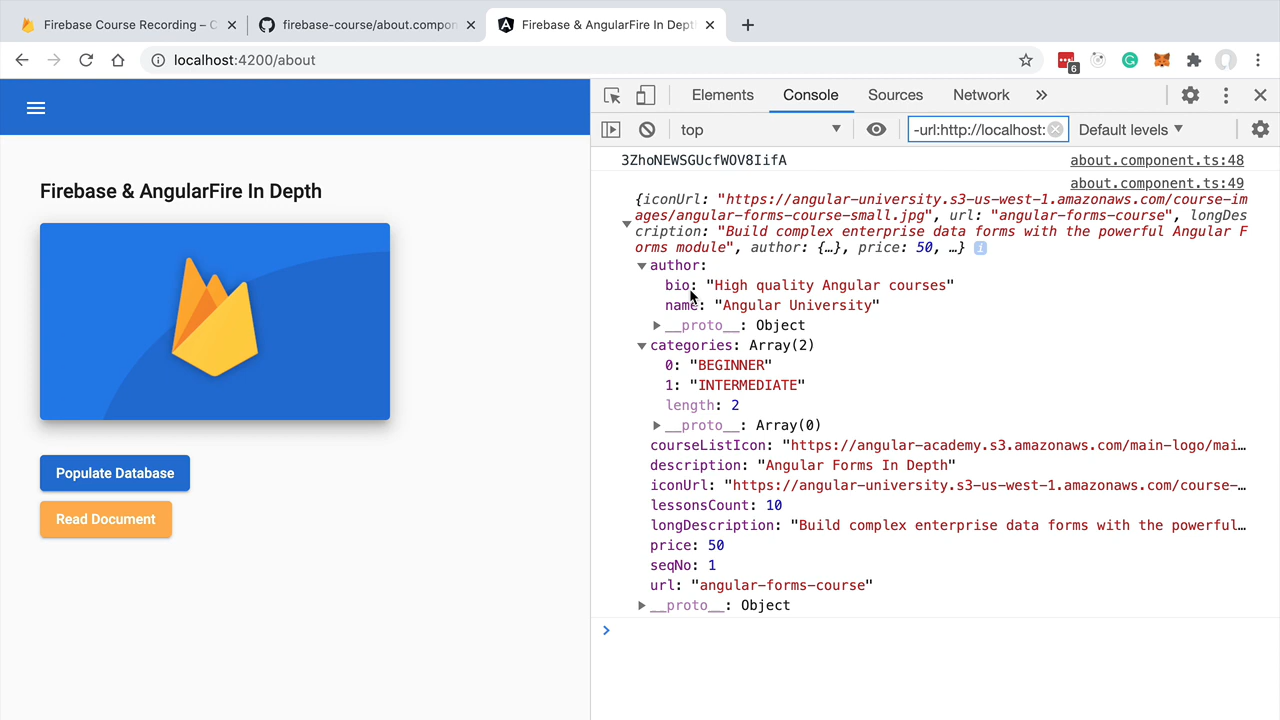 Firebase Course Recording – C
firebase-course/about.compon
Firebase & AngularFire In Dept
localhost:4200/about
6
Elements Console Sources Network
top
-url:http://localhost:
Default levels
3ZhoNEWSGUcfWOV8IifA about.component.ts:48
about.component.ts:49
{iconUrl: "https://angular-university.s3-us-west-1.amazonaws.com/course-im
ages/angular-forms-course-small.jpg", url: "angular-forms-course", longDes
cription: "Build complex enterprise data forms with the powerful Angular F
orms module", author: {…}, price: 50, …} i
author:
bio: "High quality Angular courses"
name: "Angular University"
__proto__: Object
categories: Array(2)
0: "BEGINNER"
1: "INTERMEDIATE"
length: 2
__proto__: Array(0)
courseListIcon: "https://angular-academy.s3.amazonaws.com/main-logo/mai…
description: "Angular Forms In Depth"
iconUrl: "https://angular-university.s3-us-west-1.amazonaws.com/course-…
lessonsCount: 10
longDescription: "Build complex enterprise data forms with the powerful…
price: 50
seqNo: 1
url: "angular-forms-course"
__proto__: Object
Firebase & AngularFire In Depth
Populate Database
Read Document